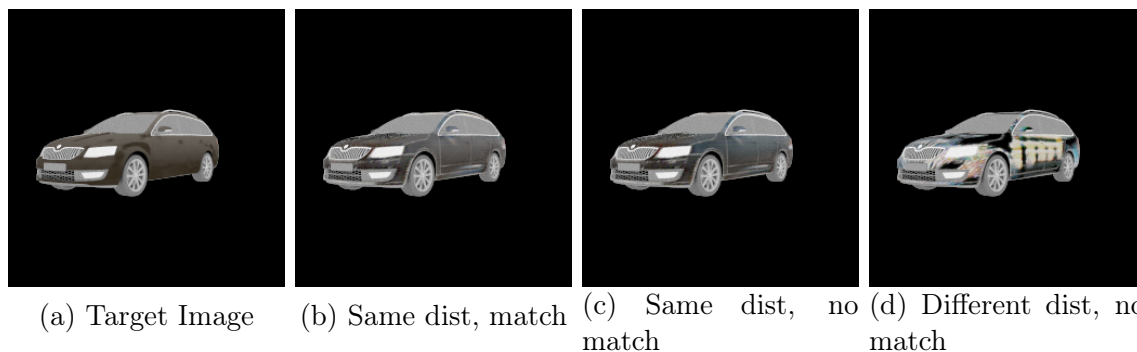 (a) Target Image
(b) Same dist, match
(c) Same dist, no
match
(d) Different dist, no
match